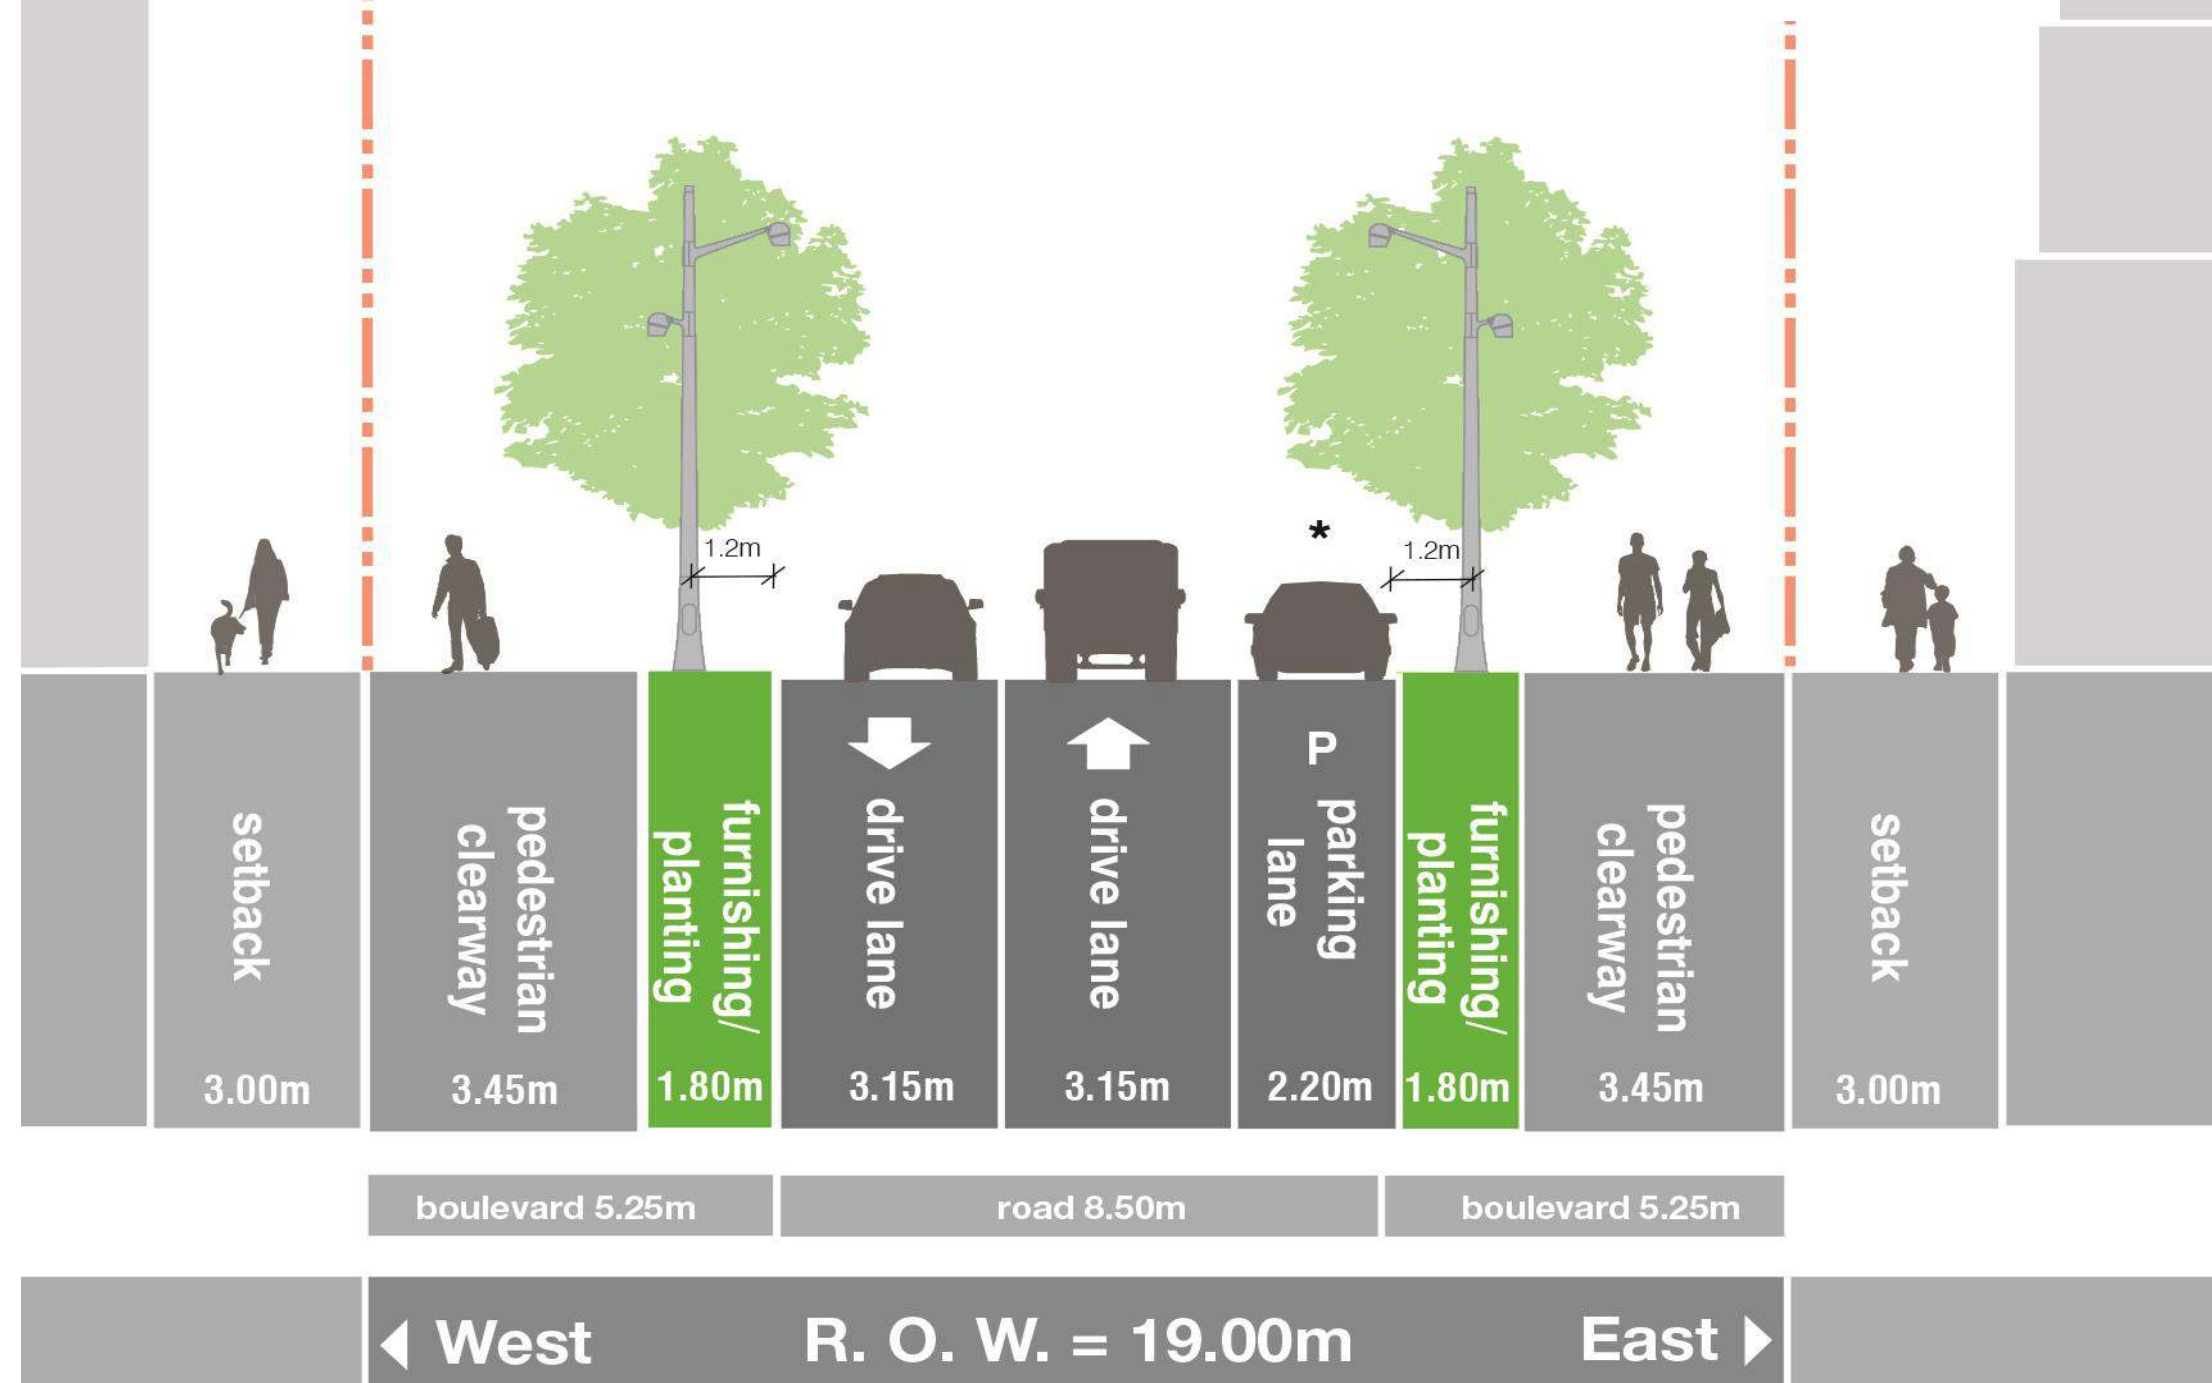 1.2m
*
1.2m
setback
3.00m
pedestrian
clearway
3.45m
furnishing/
planting
1.80m
drive lane
3.15m
drive lane
3.15m
P
parking
lane
2.20m
furnishing/
planting
1.80m
pedestrian
clearway
3.45m
setback
3.00m
boulevard 5.25m
road 8.50m
boulevard 5.25m
West
R. O. W. = 19.00m
East